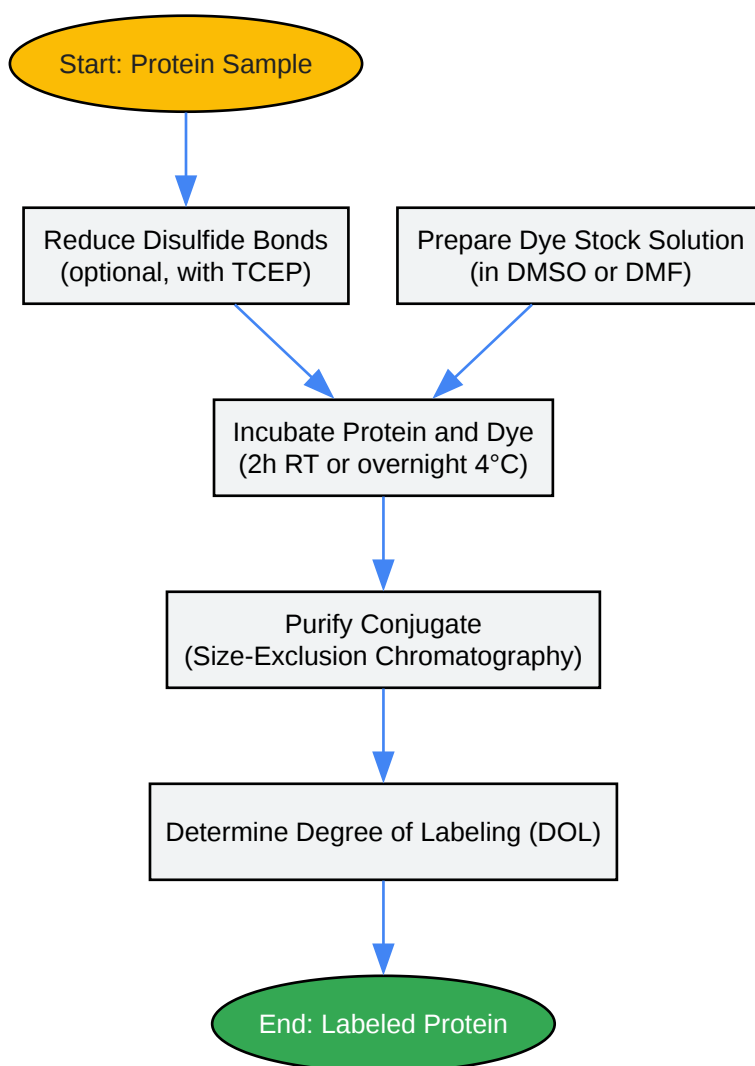 Start: Protein Sample
Reduce Disulfide Bonds
(optional, with TCEP)
Prepare Dye Stock Solution
(in DMSO or DMF)
Incubate Protein and Dye
(2h RT or overnight 4°C)
Purify Conjugate
(Size-Exclusion Chromatography)
Determine Degree of Labeling (DOL)
End: Labeled Protein